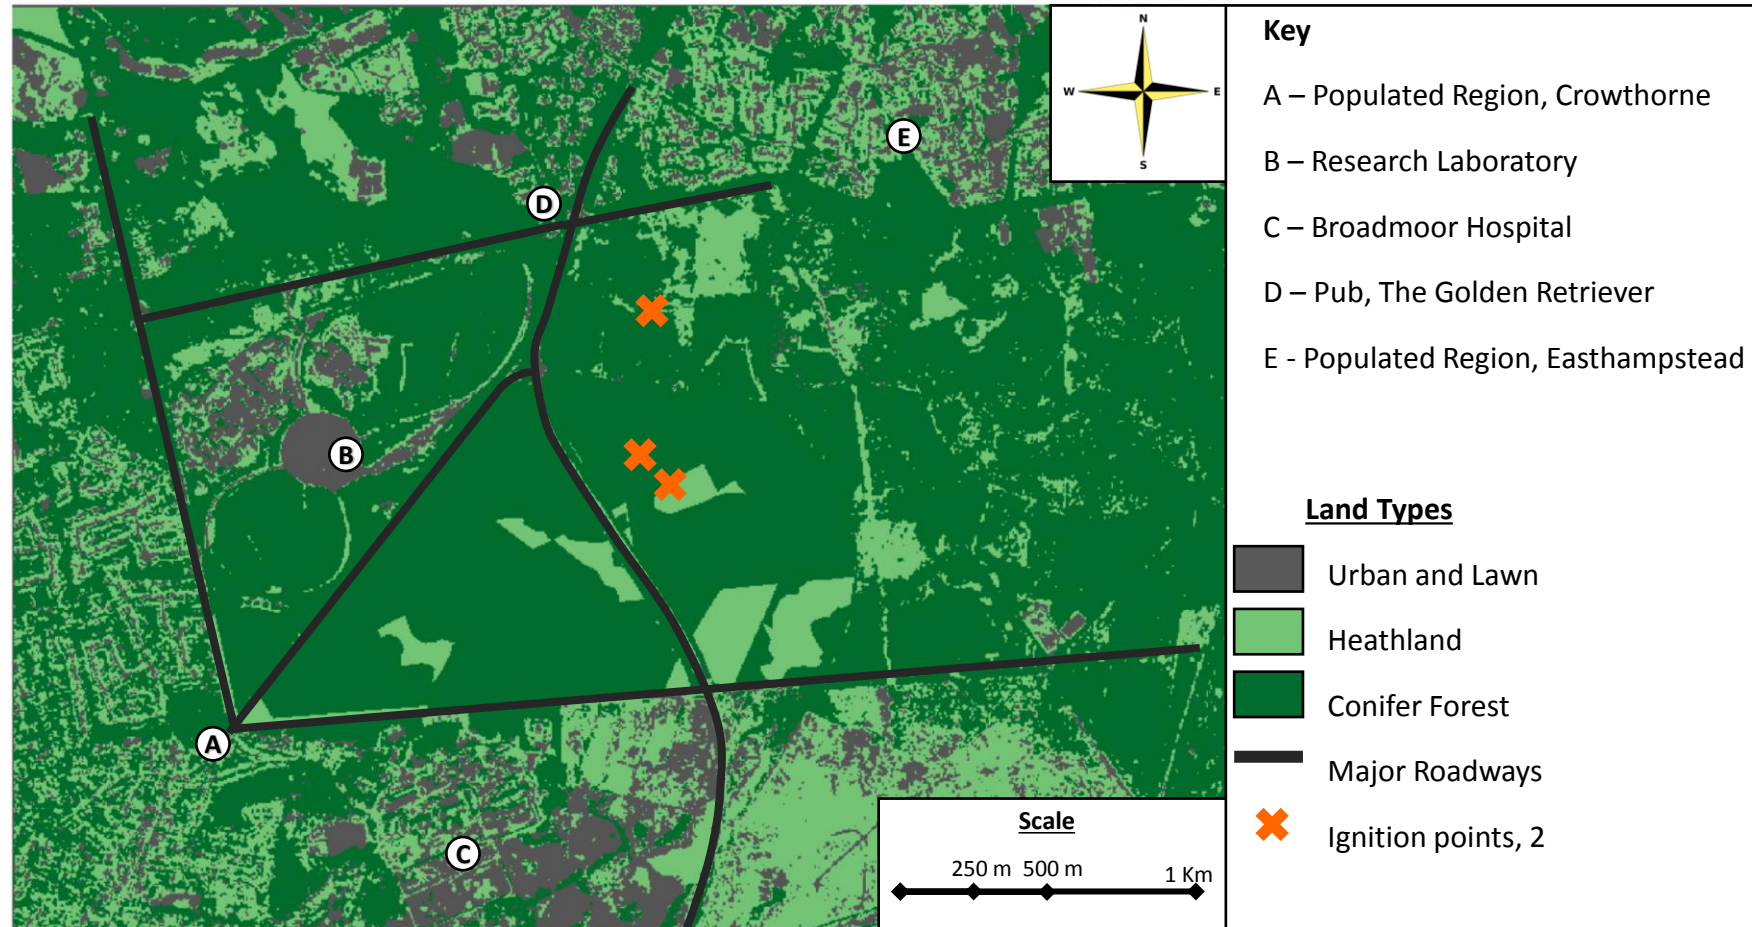 N
W
E
S
E
D
B
A
C
Scale
250 m 500 m 1 Km
Key
A – Populated Region, Crowthorne
B – Research Laboratory
C – Broadmoor Hospital
D – Pub, The Golden Retriever
E - Populated Region, Easthampstead
Land Types
Urban and Lawn
Heathland
Conifer Forest
Major Roadways
Ignition points, 2